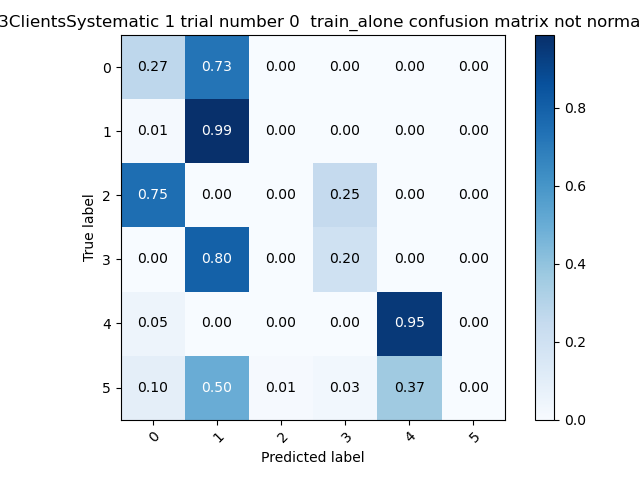 3ClientsSystematic 1 trial number 0  train_alone confusion matrix not norma
0 0.27 0.73 0.00 0.00 0.00 0.00
1 0.01 0.99 0.00 0.00 0.00 0.00
2 0.75 0.00 0.00 0.25 0.00 0.00
3 0.00 0.80 0.00 0.20 0.00 0.00
4 0.05 0.00 0.00 0.00 0.95 0.00
5 0.10 0.50 0.01 0.03 0.37 0.00
0 1 2 3 4 5
Predicted label
True label
0.8
0.6
0.4
0.2
0.0